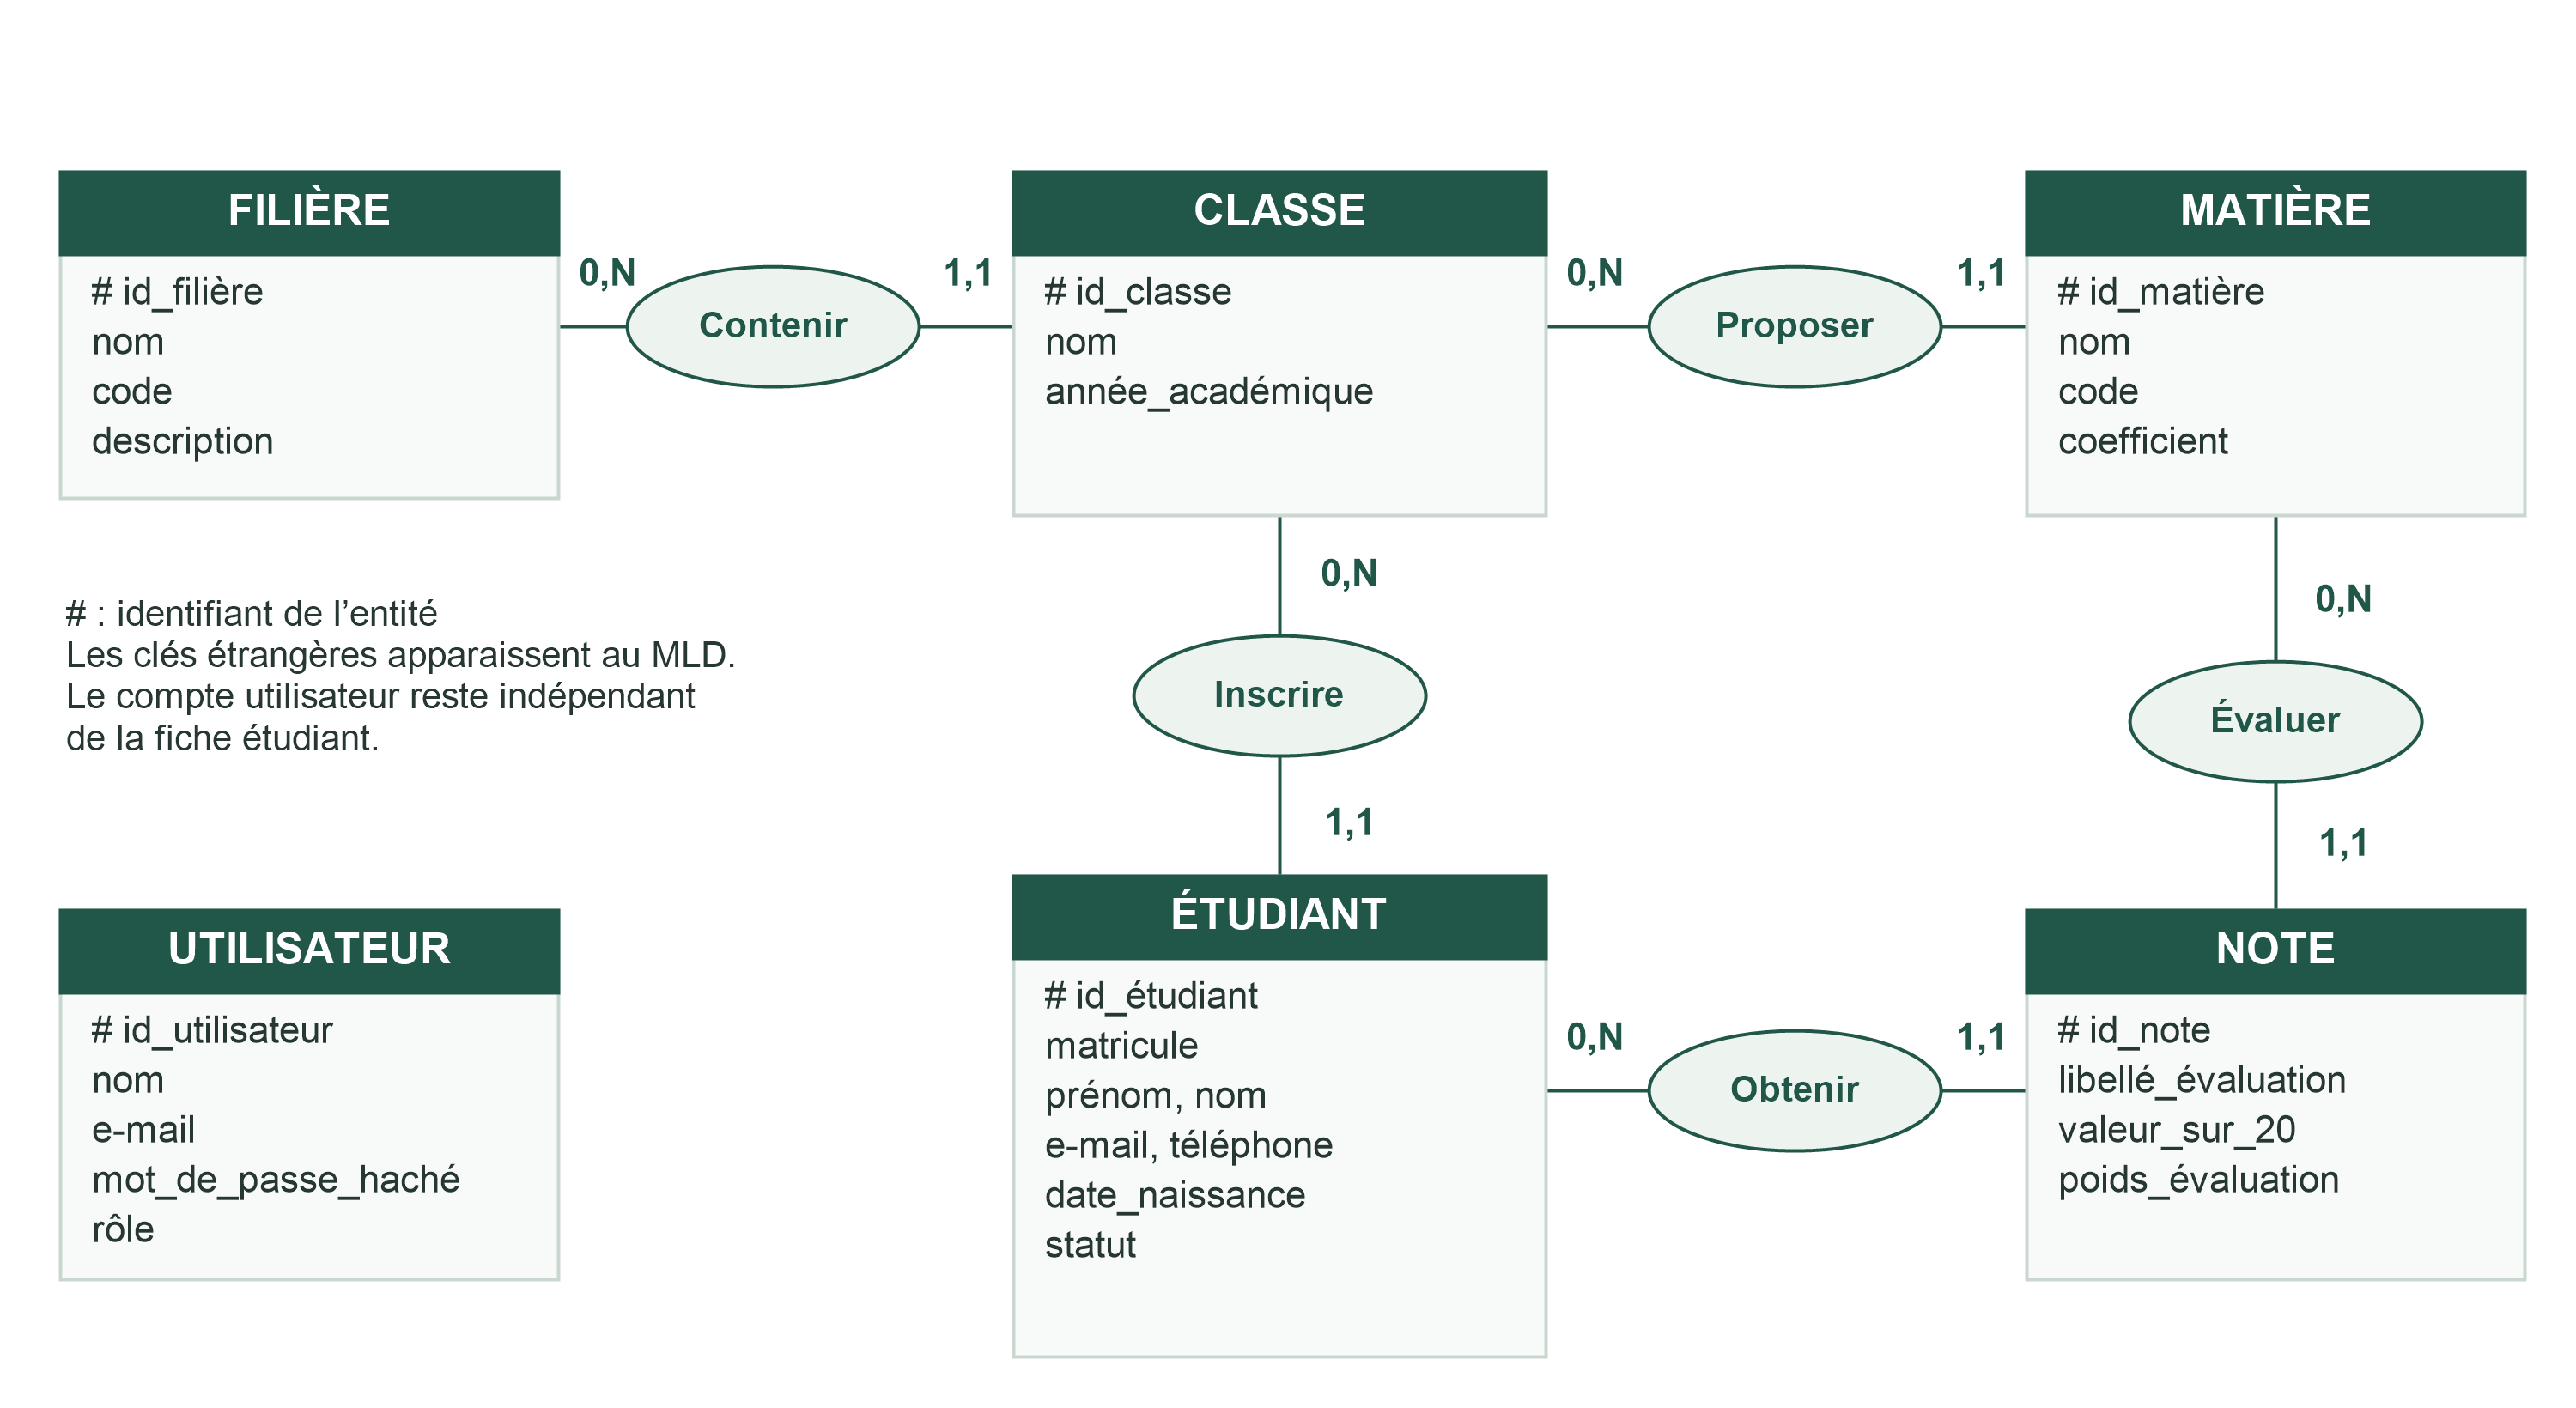 FILIÈRE
# id_filière
nom
code
description
0,N
Contenir
1,1
CLASSE
# id_classe
nom
année_académique
0,N
Proposer
1,1
MATIÈRE
# id_matière
nom
code
coefficient
# : identifiant de l’entité
Les clés étrangères apparaissent au MLD.
Le compte utilisateur reste indépendant
de la fiche étudiant.
0,N
Inscrire
1,1
0,N
Évaluer
1,1
UTILISATEUR
# id_utilisateur
nom
e-mail
mot_de_passe_haché
rôle
ÉTUDIANT
# id_étudiant
matricule
prénom, nom
e-mail, téléphone
date_naissance
statut
0,N
Obtenir
1,1
NOTE
# id_note
libellé_évaluation
valeur_sur_20
poids_évaluation